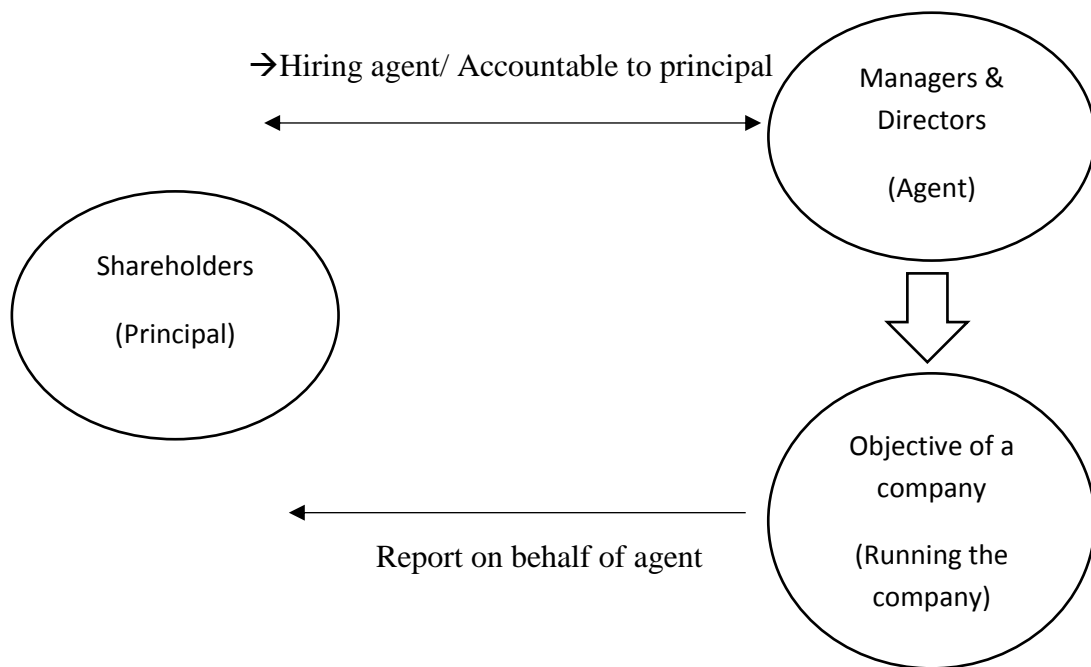 →Hiring agent/ Accountable to principal
Managers &
Directors
(Agent)
Shareholders
(Principal)
Objective of a
company
(Running the
company)
Report on behalf of agent